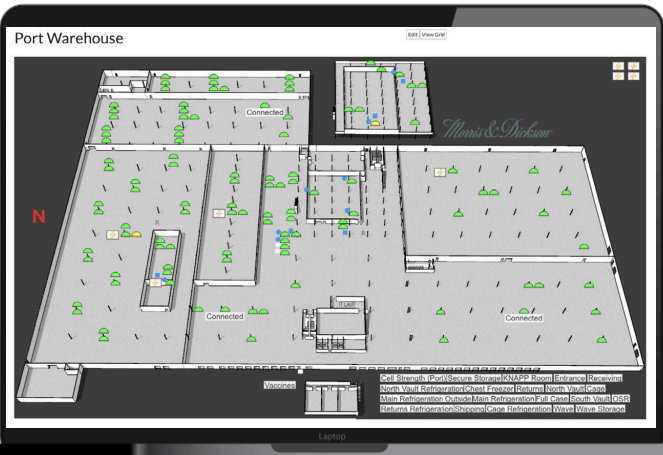 Port Warehouse
Edit View Grid
Connected
Morris & Dickson
N
IT LAIR
Connected
Connected
Vaccines
Cell Strength (Port) Secure Storage KNAPP Room Entrance Receiving
North Vault Refrigeration Chest Freezer Returns North Vault Cage
Main Refrigeration Outside Main Refrigeration Full Case South Vault OSR
Returns Refrigeration Shipping Cage Refrigeration Wave Wave Storage
Laptop